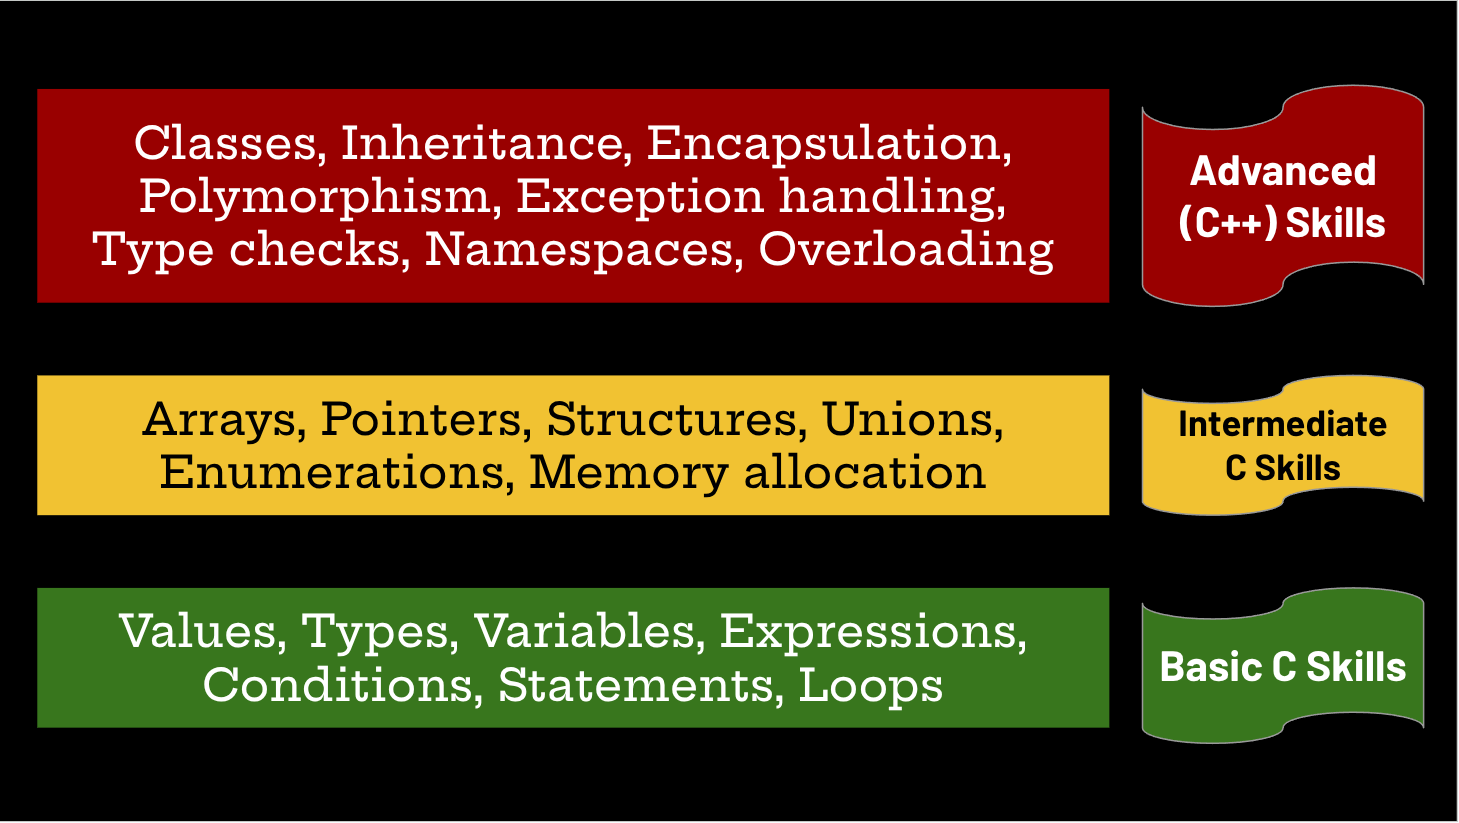 Classes, Inheritance, Encapsulation,
Polymorphism, Exception handling,
Type checks, Namespaces, Overloading
Advanced
(C++) Skills
Arrays, Pointers, Structures, Unions,
Enumerations, Memory allocation
Intermediate
C Skills
Values, Types, Variables, Expressions,
Conditions, Statements, Loops
Basic C Skills